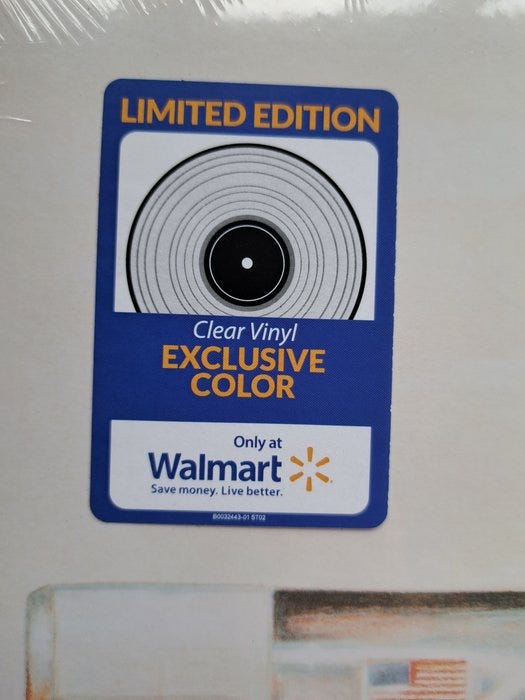 LIMITED EDITION
Clear Vinyl
EXCLUSIVE
COLOR
Only at
Walmart
Save money. Live better.
B0032443-01 ST02